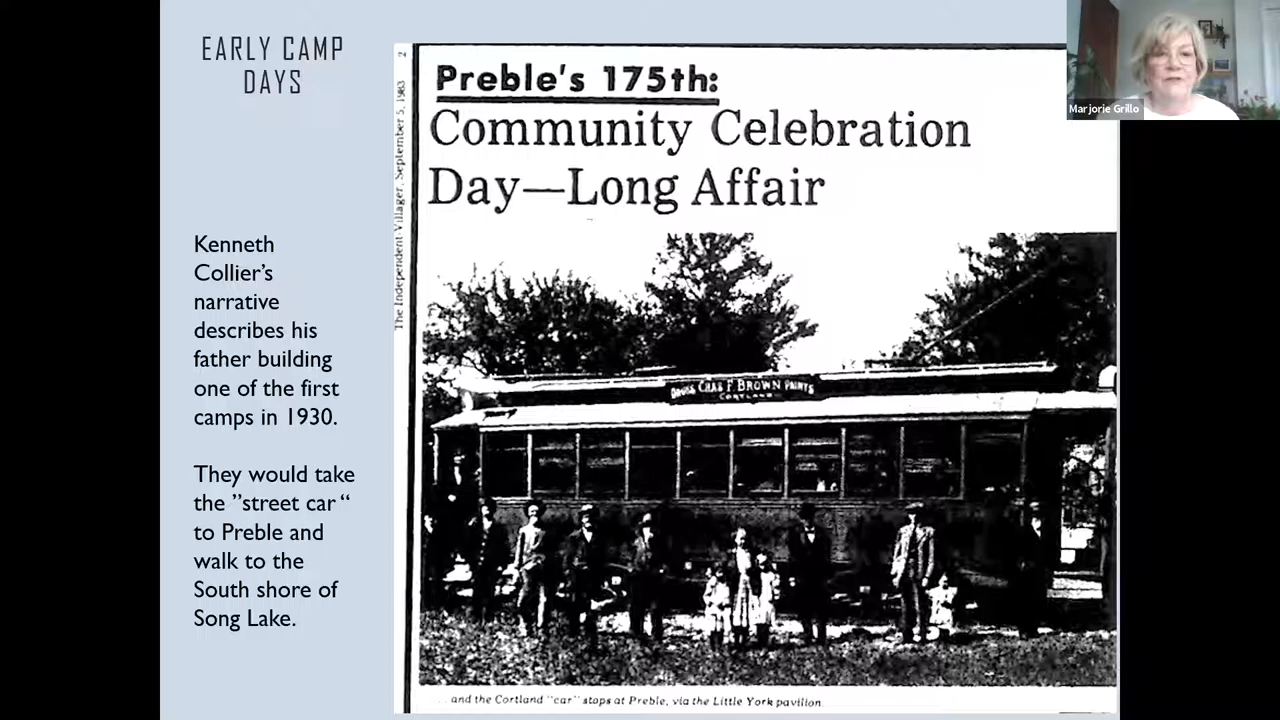 EARLY CAMP
DAYS
Kenneth
Collier’s
narrative
describes his
father building
one of the first
camps in 1930.
They would take
the ”street car “
to Preble and
walk to the
South shore of
Song Lake.
The Independent Villager, September 5, 1983 2
Preble's 175th:
Community Celebration
Day—Long Affair
DRUGS CHAS F BROWN PAINTS
CORTLAND
. . . and the Cortland "car" stops at Preble, via the Little York pavilion.
Marjorie Grillo